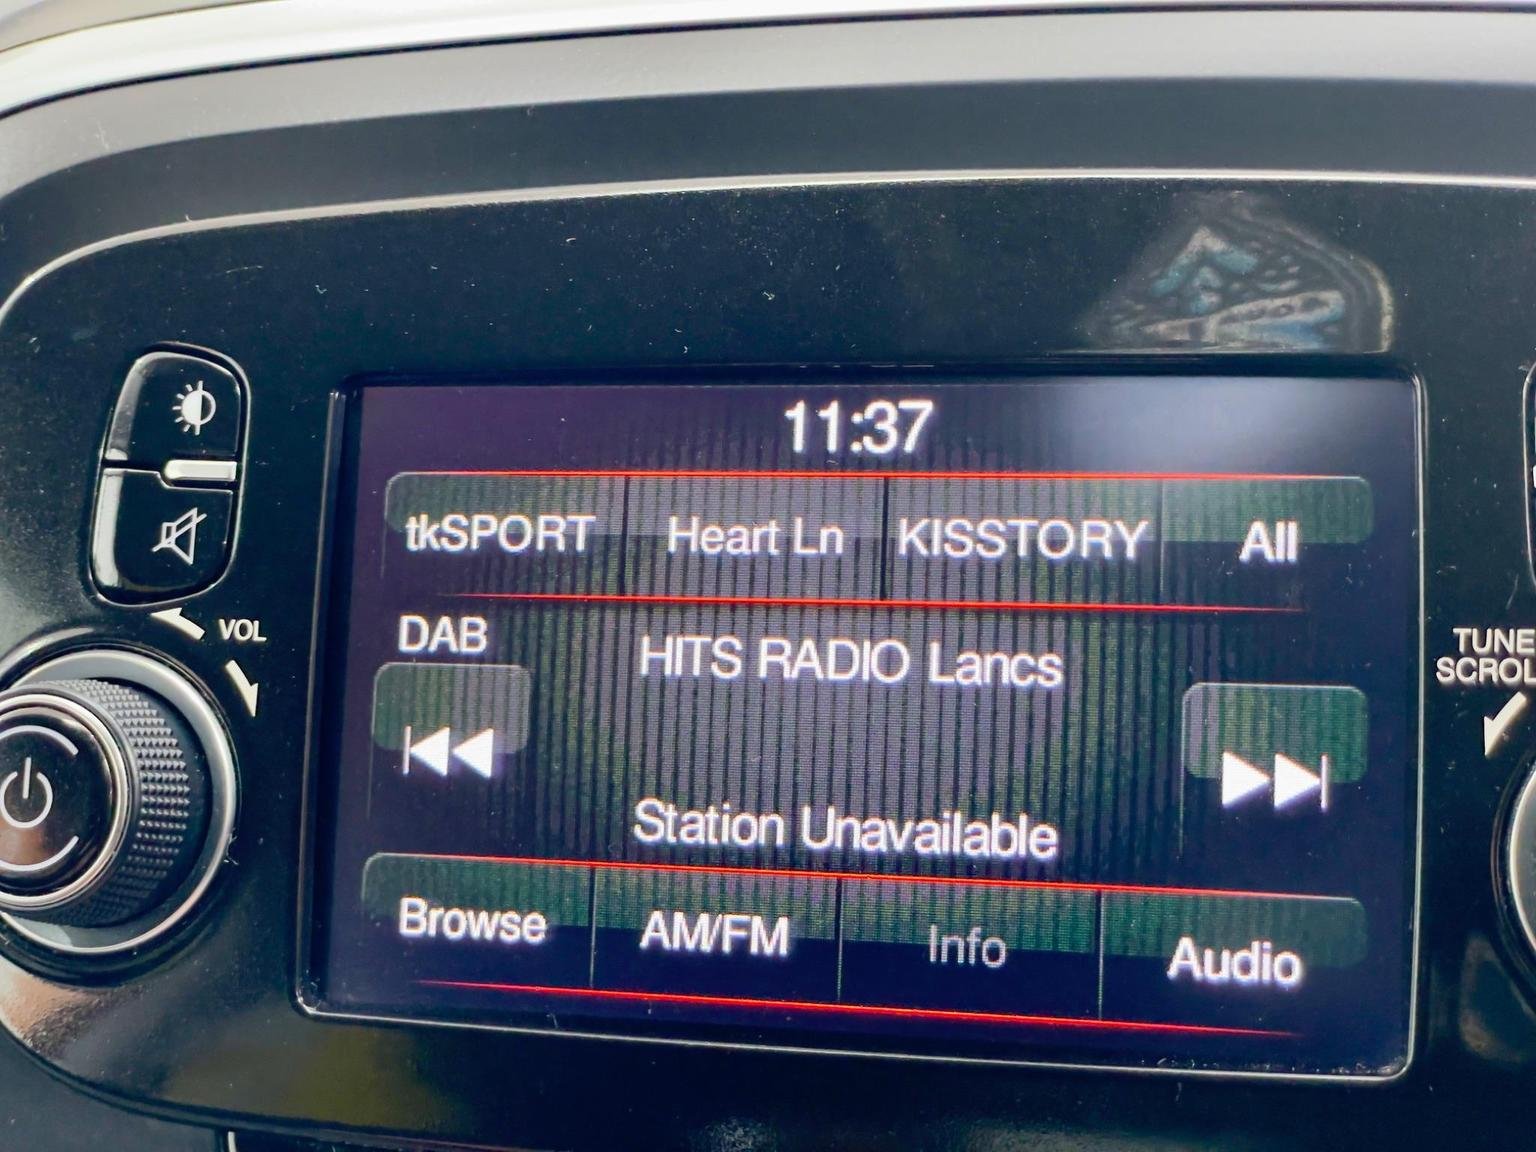 11:37
tkSPORT Heart Ln KISSTORY All
DAB
HITS RADIO Lancs
Station Unavailable
Browse AM/FM Info Audio
VOL
TUNE
SCROL